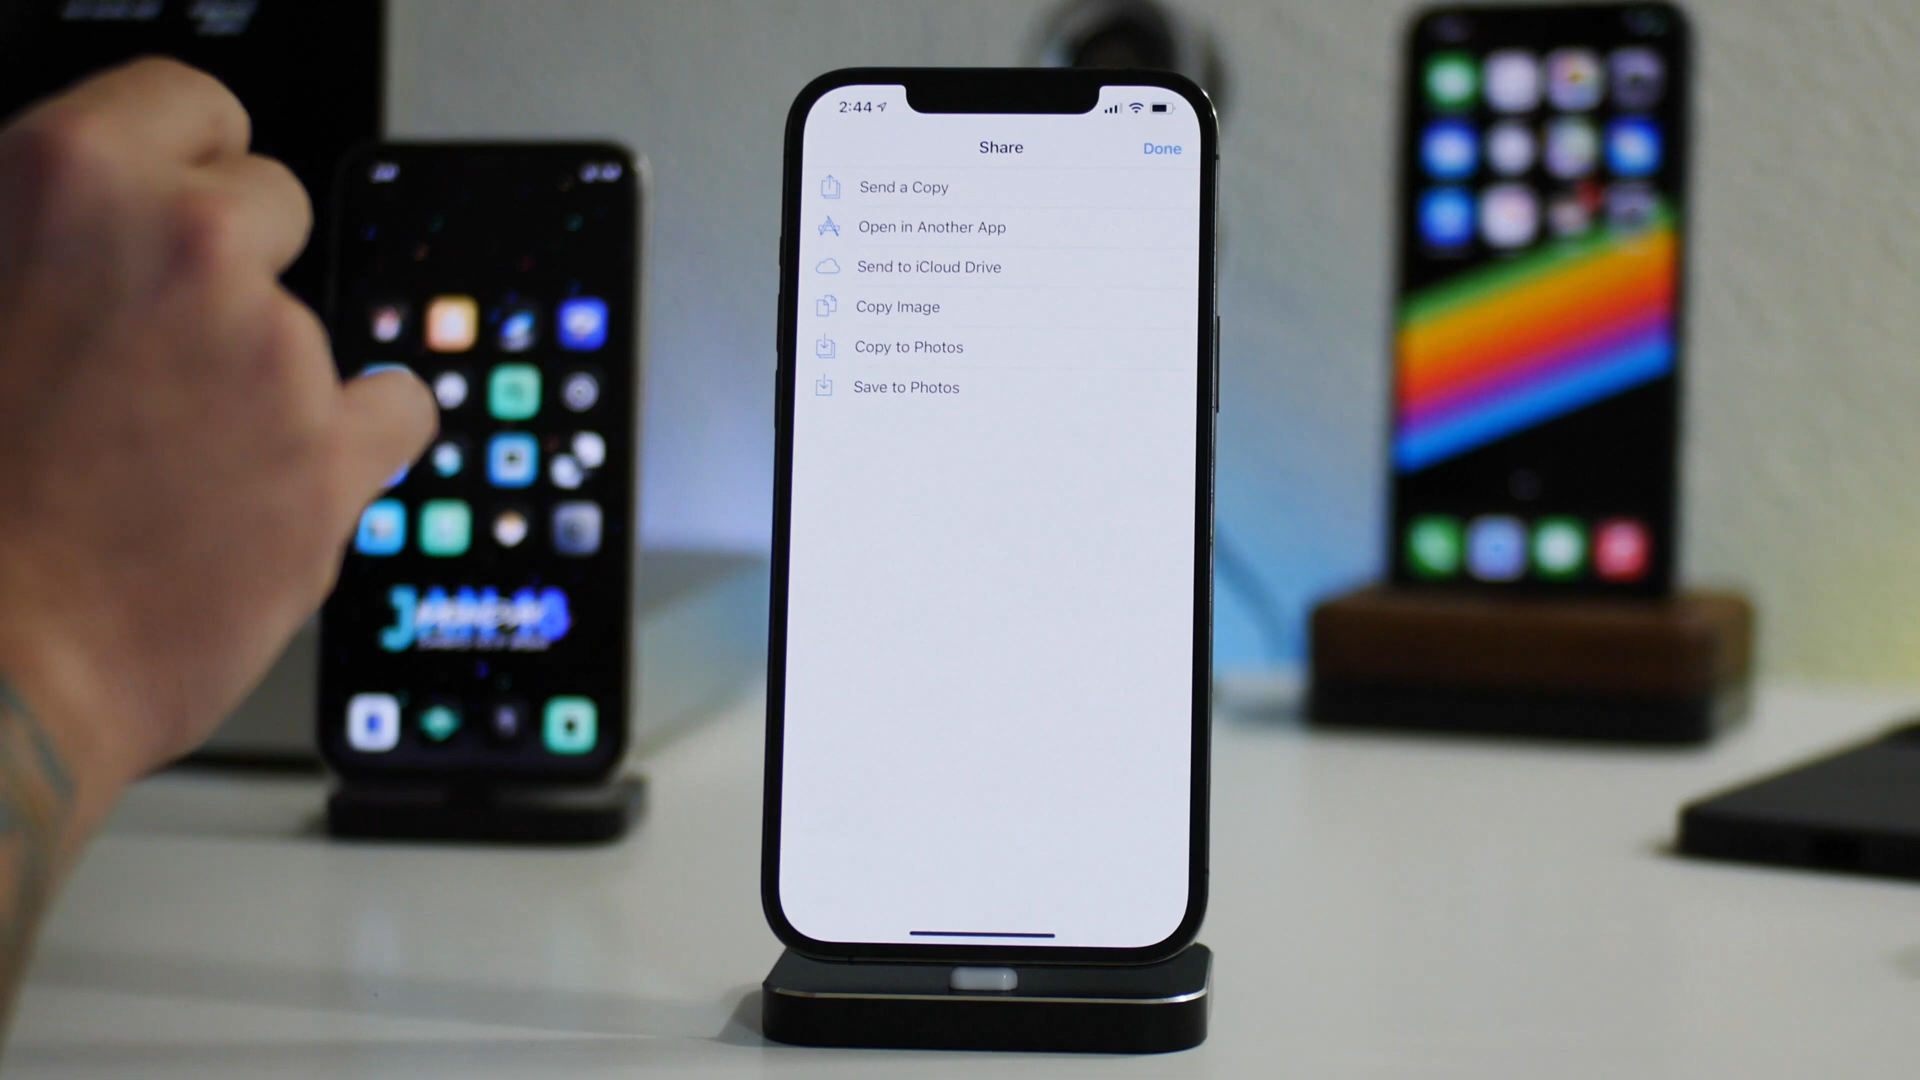 2:44
Share
Done
Send a Copy
Open in Another App
Send to iCloud Drive
Copy Image
Copy to Photos
Save to Photos